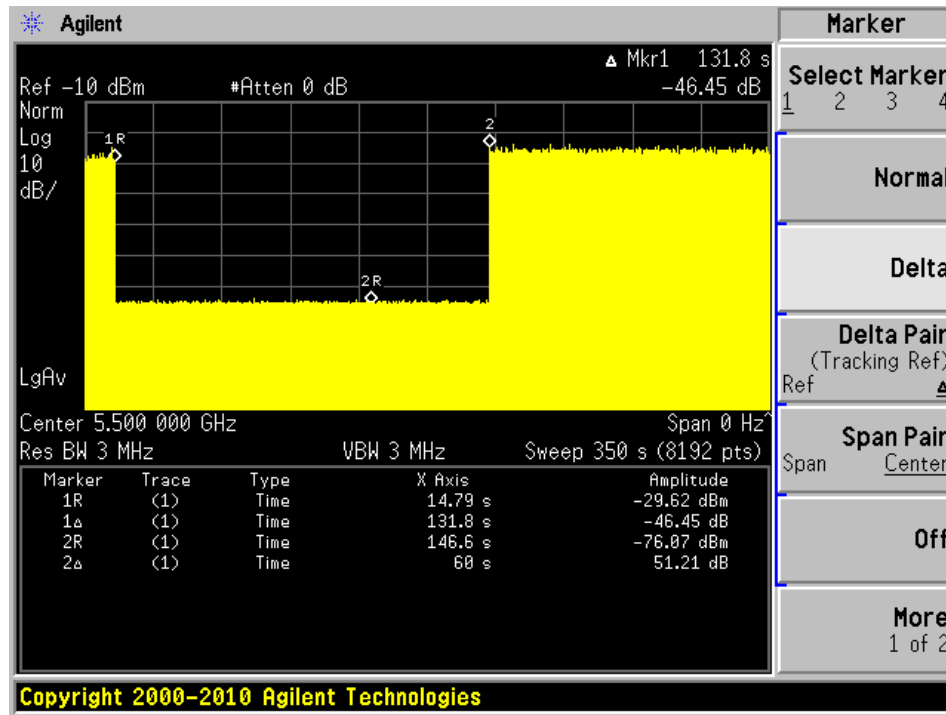 Agilent
Marker
Δ Mkr1 131.8 s
Ref -10 dBm #Atten 0 dB -46.45 dB
Norm
Log
10
dB/
1R
2
2R
LgAv
Center 5.500 000 GHz Span 0 Hz^
Res BW 3 MHz VBW 3 MHz Sweep 350 s (8192 pts)
Marker Trace Type X Axis Amplitude
1R (1) Time 14.79 s -29.62 dBm
1Δ (1) Time 131.8 s -46.45 dB
2R (1) Time 146.6 s -76.07 dBm
2Δ (1) Time 60 s 51.21 dB
Select Marker
1 2 3 4
Normal
Delta
Delta Pair
(Tracking Ref)
Ref Δ
Span Pair
Span Center
Off
More
1 of 2
Copyright 2000-2010 Agilent Technologies